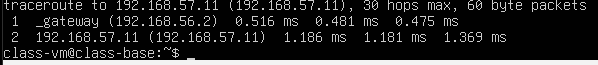 traceroute to 192.168.57.11 (192.168.57.11), 30 hops max, 60 byte packets
 1  _gateway (192.168.56.2)  0.516 ms  0.481 ms  0.475 ms
 2  192.168.57.11 (192.168.57.11)  1.186 ms  1.181 ms  1.369 ms
class-vm@class-base:~$ _